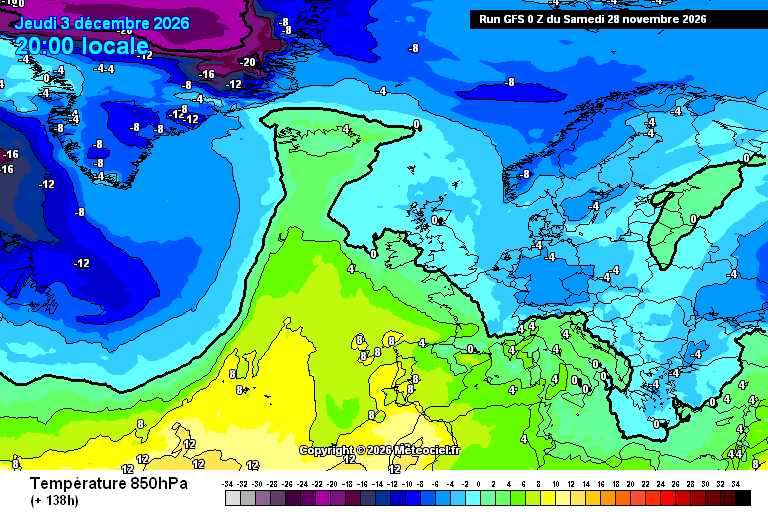 Jeudi 3 décembre 2026
20:00 locale
Run GFS 0 Z du Samedi 28 novembre 2026
Copyright © 2026 Méteociel.fr
Température 850hPa
(+ 138h)
-34 -32 -30 -28 -26 -24 -22 -20 -18 -16 -14 -12 -10 -8 -6 -4 -2 0 2 4 6 8 10 12 14 16 18 20 22 24 26 28 30 32 34